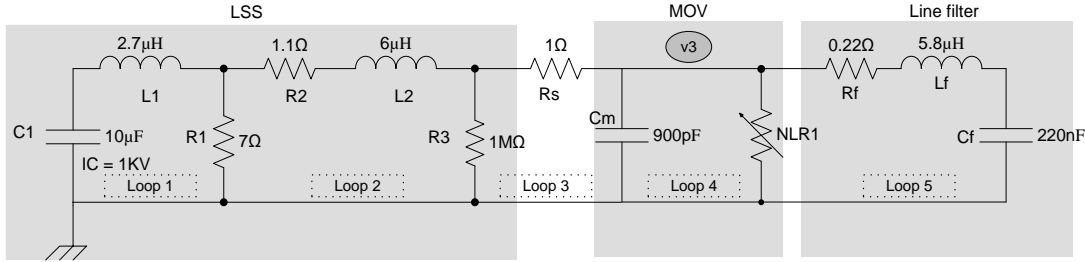 LSS
MOV
Line filter
2.7μH
1.1Ω
6μH
1Ω
v3
0.22Ω
5.8μH
L1
R2
L2
Rs
Rf
Lf
C1
10μF
IC = 1KV
R1
7Ω
R3
1MΩ
Cm
900pF
NLR1
Cf
220nF
Loop 1
Loop 2
Loop 3
Loop 4
Loop 5